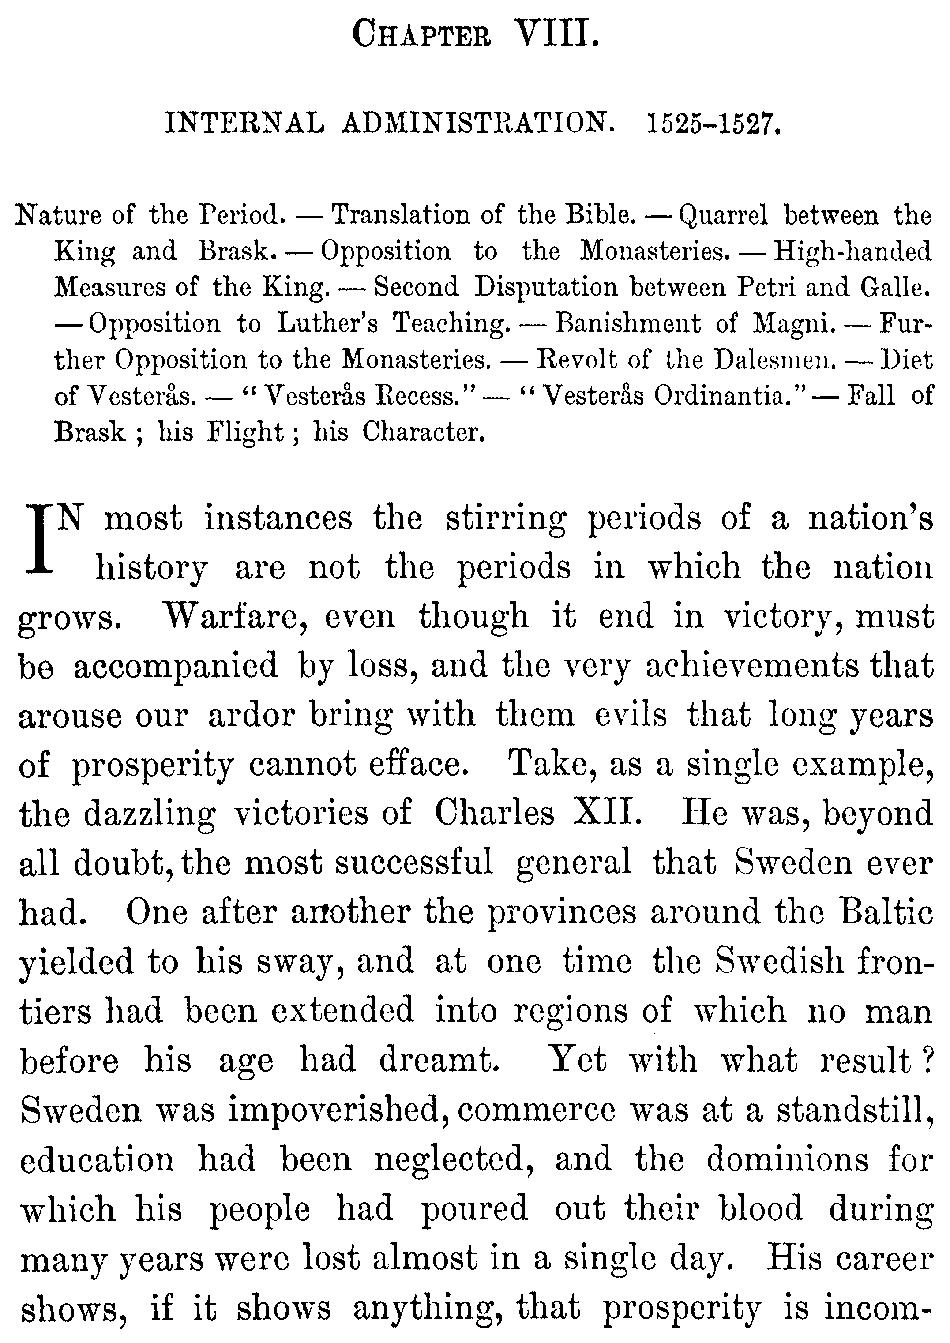 CHAPTER VIII.
INTERNAL ADMINISTRATION. 1525–1527.
Nature of the Period. — Translation of the Bible. — Quarrel between the
King and Brask. — Opposition to the Monasteries. — High-handed
Measures of the King. — Second Disputation between Petri and Galle.
— Opposition to Luther's Teaching. — Banishment of Magni. — Fur-
ther Opposition to the Monasteries. — Revolt of the Dalesmen. — Diet
of Vesterås. — “ Vesterås Recess.” — “ Vesterås Ordinantia.” — Fall of
Brask ; his Flight ; his Character.
IN most instances the stirring periods of a nation's
history are not the periods in which the nation
grows. Warfare, even though it end in victory, must
be accompanied by loss, and the very achievements that
arouse our ardor bring with them evils that long years
of prosperity cannot efface. Take, as a single example,
the dazzling victories of Charles XII. He was, beyond
all doubt, the most successful general that Sweden ever
had. One after another the provinces around the Baltic
yielded to his sway, and at one time the Swedish fron-
tiers had been extended into regions of which no man
before his age had dreamt. Yet with what result ?
Sweden was impoverished, commerce was at a standstill,
education had been neglected, and the dominions for
which his people had poured out their blood during
many years were lost almost in a single day. His career
shows, if it shows anything, that prosperity is incom-